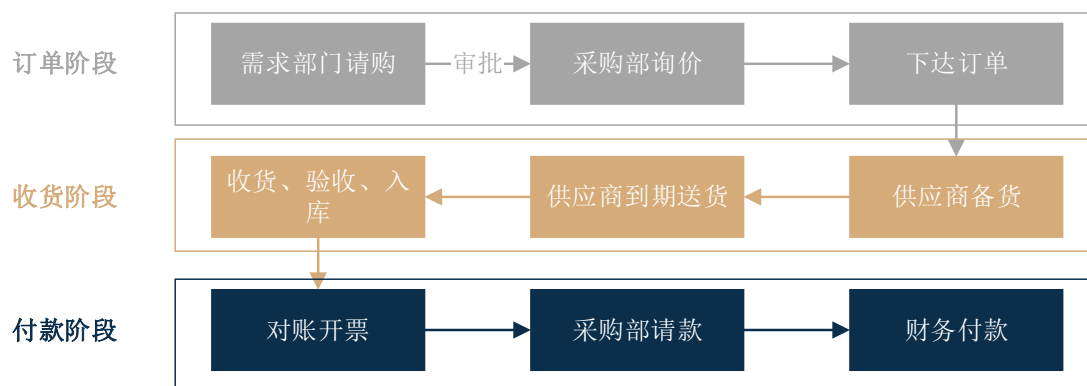 订单阶段
需求部门请购
审批
采购部询价
下达订单
收货阶段
收货、验收、入
库
供应商到期送货
供应商备货
付款阶段
对账开票
采购部请款
财务付款